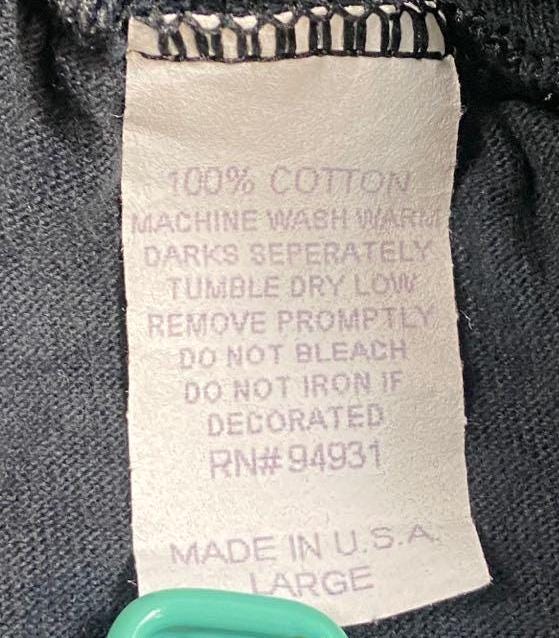 100% COTTON
MACHINE WASH WARM
DARKS SEPERATELY
TUMBLE DRY LOW
REMOVE PROMPTLY
DO NOT BLEACH
DO NOT IRON IF
DECORATED
RN# 94931
MADE IN U.S.A.
LARGE